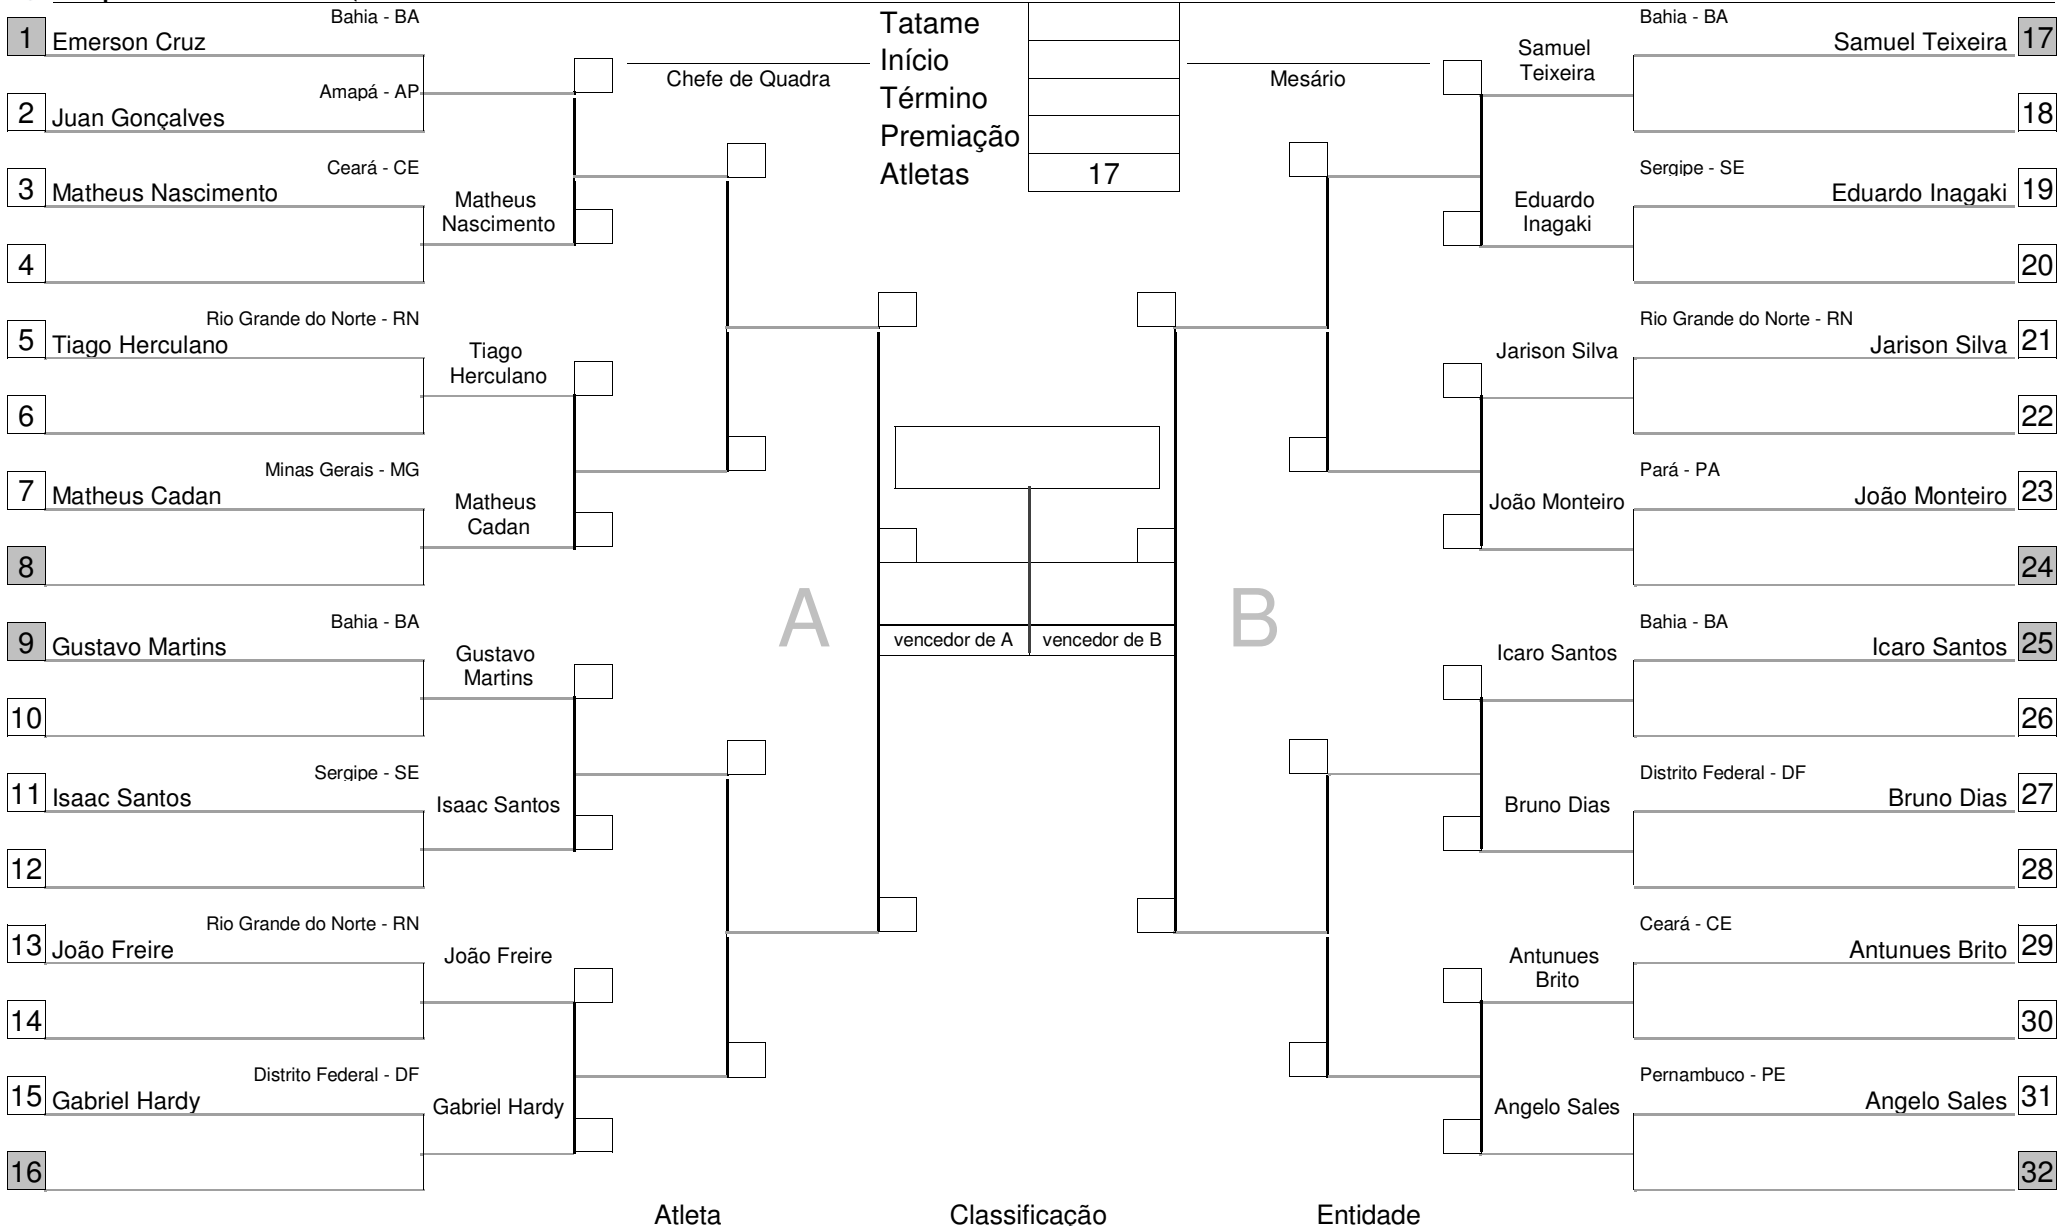 Bahia - BA
1 Emerson Cruz
Amapá - AP
2 Juan Gonçalves
Ceará - CE
3 Matheus Nascimento
4
Matheus
Nascimento
Rio Grande do Norte - RN
5 Tiago Herculano
6
Tiago
Herculano
Minas Gerais - MG
7 Matheus Cadan
8
Matheus
Cadan
Bahia - BA
9 Gustavo Martins
10
Gustavo
Martins
Sergipe - SE
11 Isaac Santos
12
Isaac Santos
Rio Grande do Norte - RN
13 João Freire
14
João Freire
Distrito Federal - DF
15 Gabriel Hardy
16
Gabriel Hardy
Chefe de Quadra
Tatame
Início
Término
Premiação
Atletas 17
Mesário
A
B
vencedor de A vencedor de B
Samuel
Teixeira
Bahia - BA
Samuel Teixeira 17
18
Eduardo
Inagaki
Sergipe - SE
Eduardo Inagaki 19
20
Jarison Silva
Rio Grande do Norte - RN
Jarison Silva 21
22
João Monteiro
Pará - PA
João Monteiro 23
24
Icaro Santos
Bahia - BA
Icaro Santos 25
26
Bruno Dias
Distrito Federal - DF
Bruno Dias 27
28
Antunues
Brito
Ceará - CE
Antunues Brito 29
30
Angelo Sales
Pernambuco - PE
Angelo Sales 31
32
Atleta Classificação Entidade